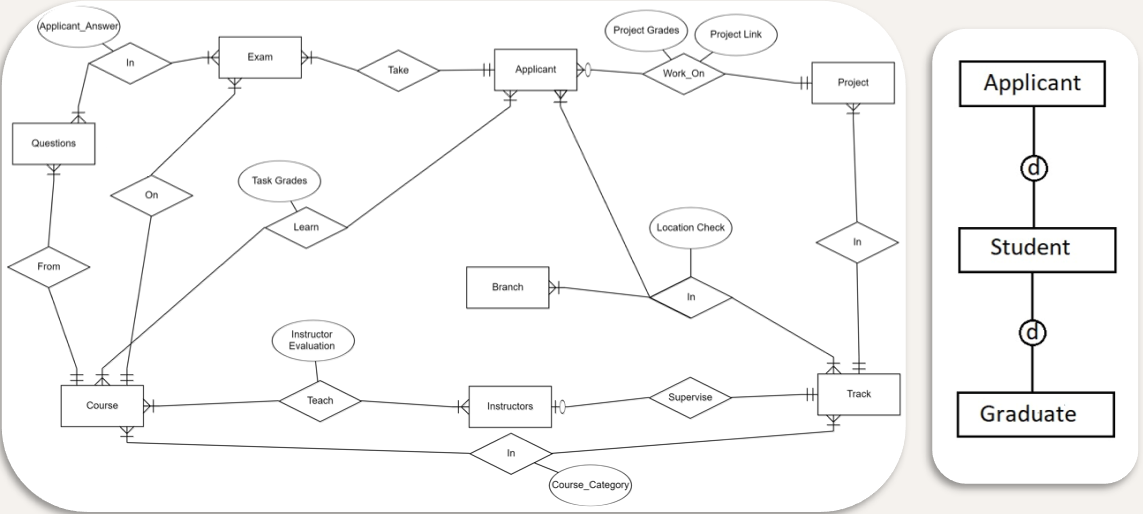 Applicant_Answer
In
Exam
Take
Applicant
Project Grades
Project Link
Work_On
Project
Questions
On
Task Grades
Learn
Location Check
In
In
From
Branch
Instructor
Evaluation
Course
Teach
Instructors
Supervise
Track
In
Course_Category
Applicant
d
Student
d
Graduate